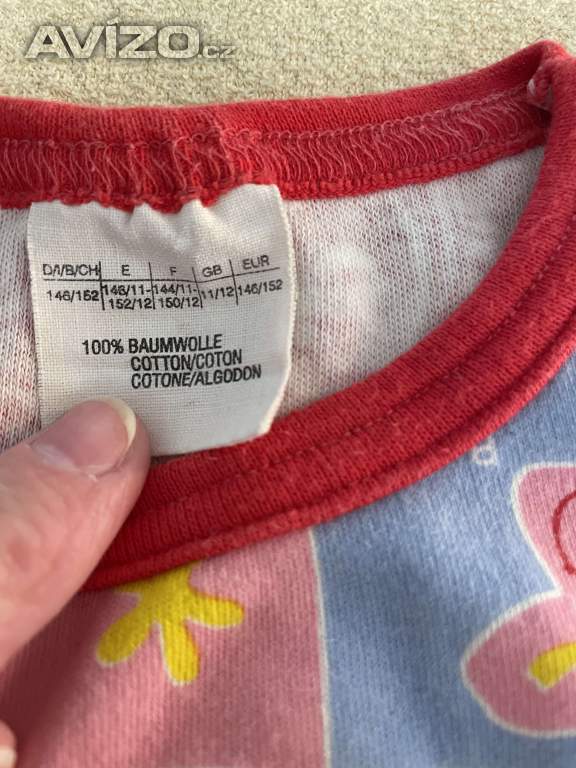 AVÍZO.cz
D/I/B/CH E F GB EUR
146/152 146/11- 144/11- 11/12 146/152
152/12 150/12
100% BAUMWOLLE
COTTON/COTON
COTONE/ALGODON